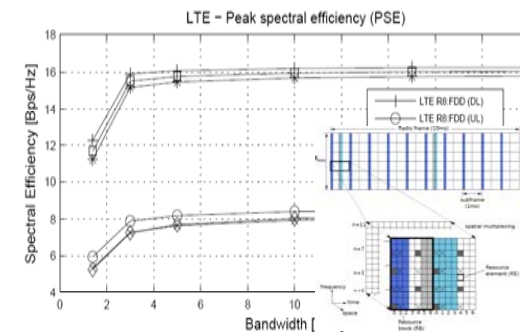 LTE − Peak spectral efficiency (PSE)
18
16
14
12
10
8
6
4
Spectral Efficiency [Bps/Hz]
0 2 4 6 8 10
Bandwidth [
LTE R8:FDD (DL)
LTE R8:FDD (UL)
Radio frame (10ms)
subframe
(1ms)
spatial multiplexing
Resource
element (RE)
frequency
time
space
Resource
block (RB)